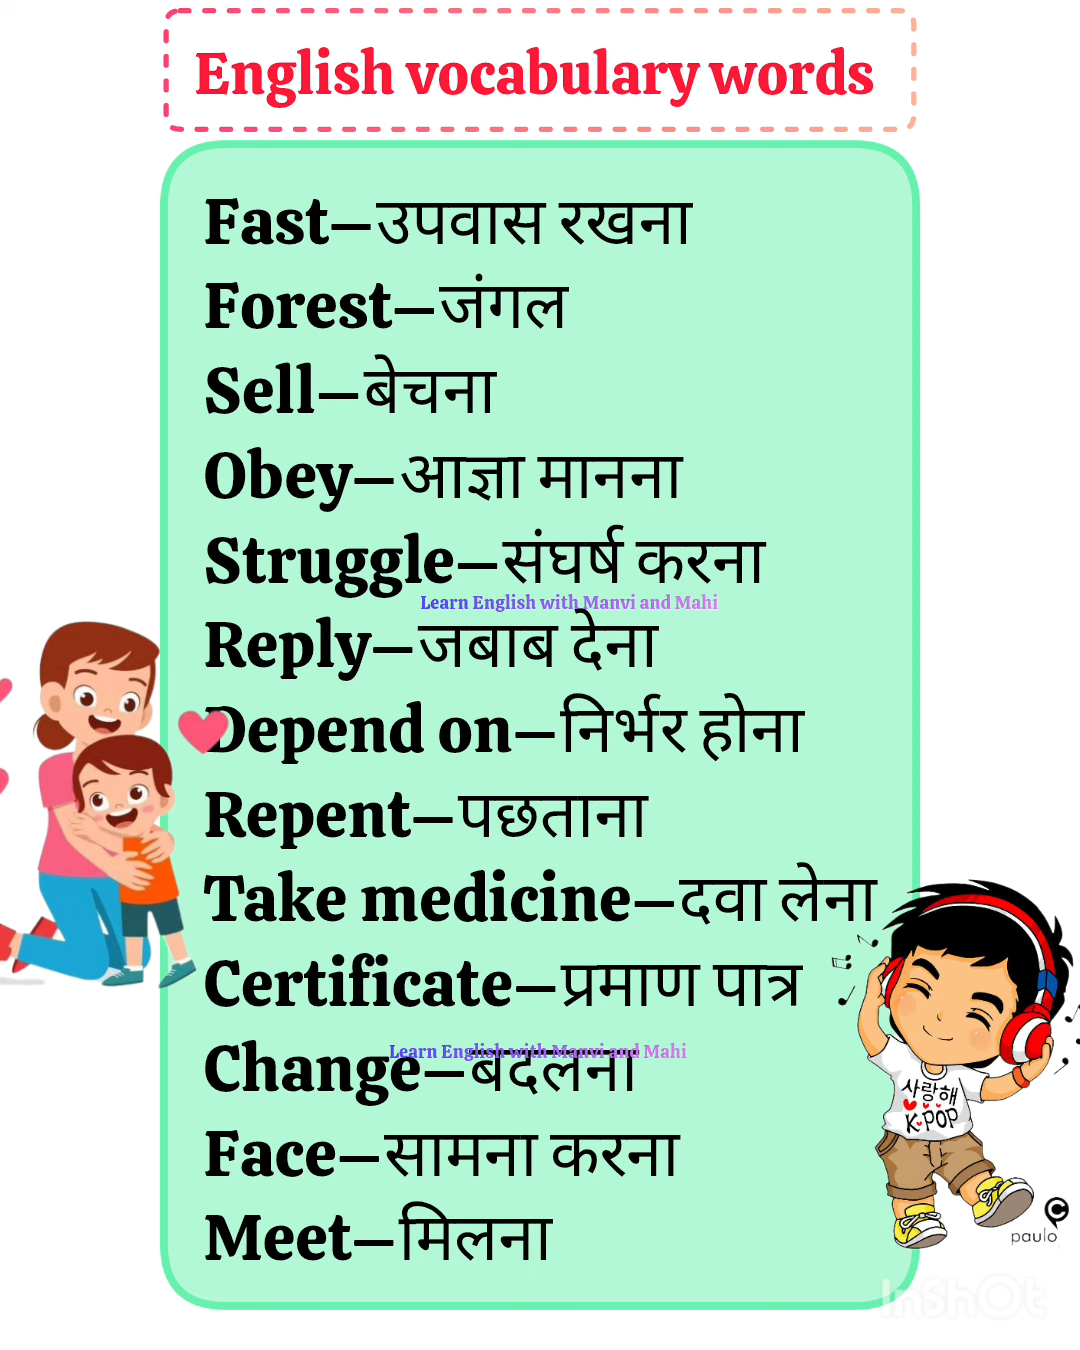 English vocabulary words
Fast–उपवास रखना
Forest–जंगल
Sell–बेचना
Obey–आज्ञा मानना
Struggle–संघर्ष करना
Learn English with Manvi and Mahi
Reply–जबाब देना
Depend on–निर्भर होना
Repent–पछताना
Take medicine–दवा लेना
Certificate–प्रमाण पात्र
Learn English with Manvi and Mahi
Change–बदलना
사랑해
K-POP
Face–सामना करना
Meet–मिलना
paulo
InShOt